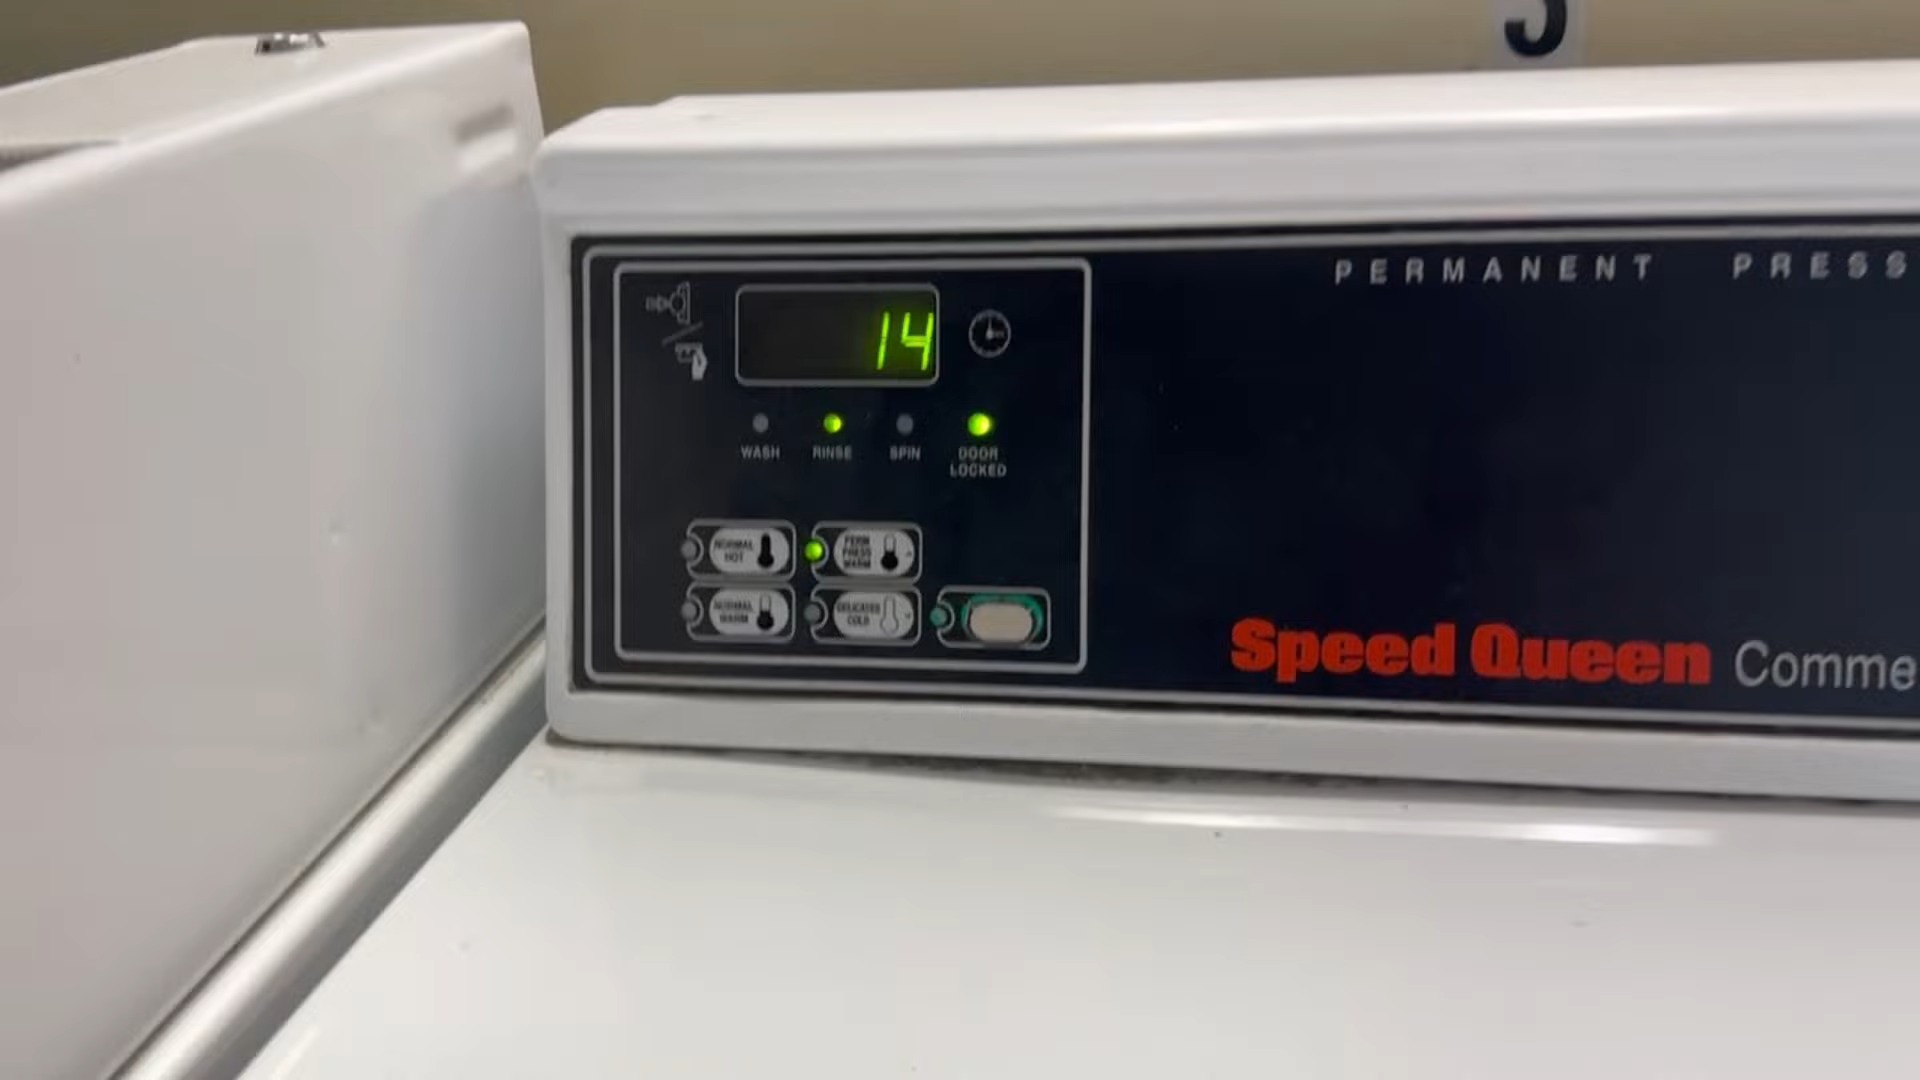 PERMANENT PRESS
14
WASH RINSE SPIN DOOR LOCKED
NORMAL HOT
PERM PRESS WARM
NORMAL WARM
DELICATES COLD
Speed Queen Comme